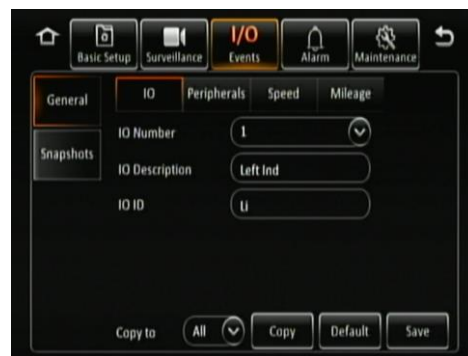 I/O
Basic Setup Surveillance Events Alarm Maintenance
General IO Peripherals Speed Mileage
IO Number 1
Snapshots
IO Description Left Ind
IO ID Li
Copy to All Copy Default Save